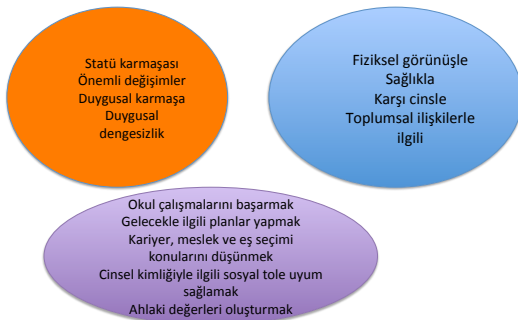 Statü karmaşası
Önemli değişimler
Duygusal karmaşa
Duygusal
dengesizlik
Fiziksel görünüşle
Sağlıkla
Karşı cinsle
Toplumsal ilişkilerle
ilgili
Okul çalışmalarını başarmak
Gelecekle ilgili planlar yapmak
Kariyer, meslek ve eş seçimi
konularını düşünmek
Cinsel kimliğiyle ilgili sosyal tole uyum
sağlamak
Ahlaki değerleri oluşturmak